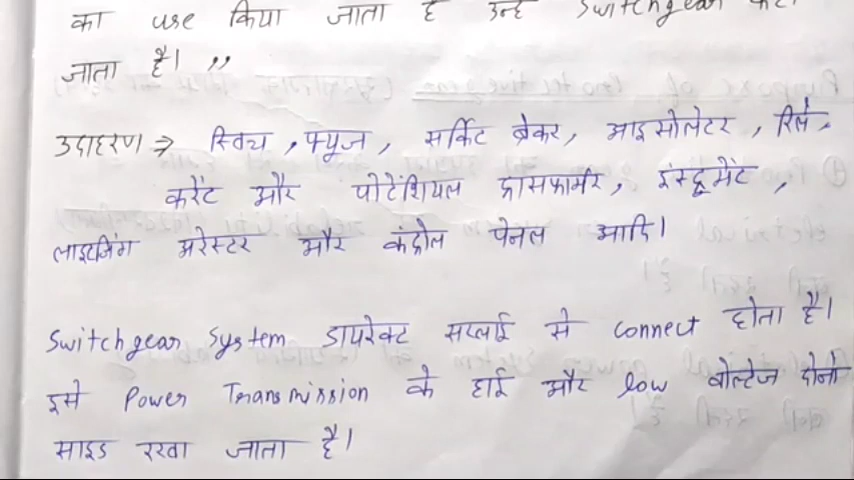 का use किया जाता है उन्हें Switchgear कहा
जाता है। ,,
उदाहरण ⇒ स्विच , फ्यूज , सर्किट ब्रेकर, आइसोलेटर , रिले,
करेंट और पोटेंशियल ट्रासफार्मर, इंस्ट्रूमेंट ,
लाइटनिंग अरेस्टर और कंट्रोल पेनल आदि।
Switchgear System डायरेक्ट सप्लाई से connect होता है।
इसे Power Transmission के हाई और low वोल्टेज दोनो
साइड रखा जाता है।